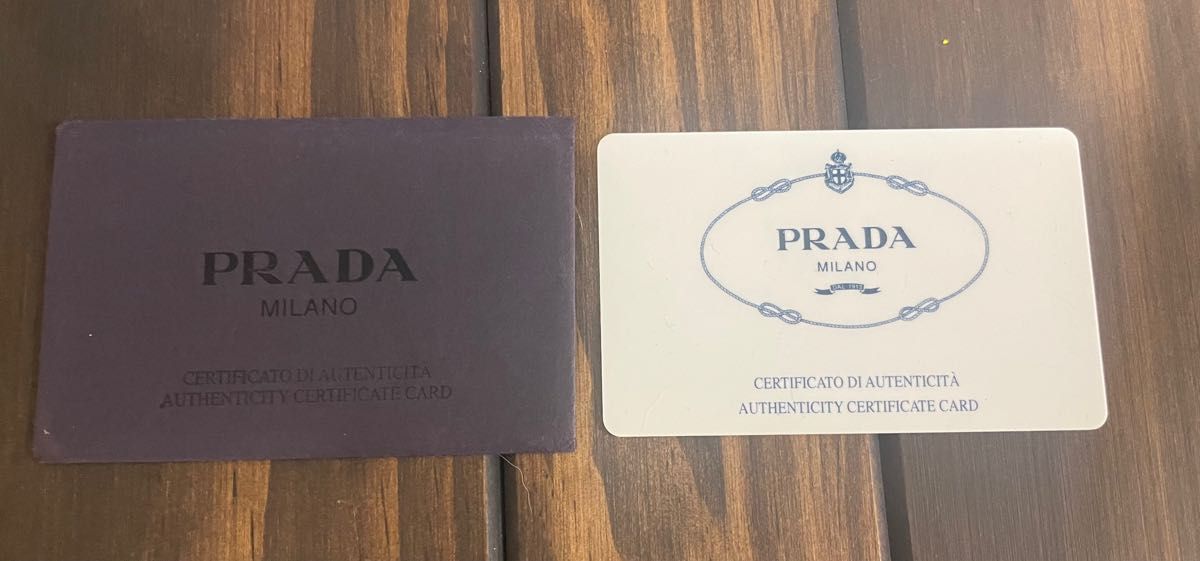 PRADA
MILANO
CERTIFICATO DI AUTENTICITÀ
AUTHENTICITY CERTIFICATE CARD
PRADA
MILANO
DAL 1913
CERTIFICATO DI AUTENTICITÀ
AUTHENTICITY CERTIFICATE CARD